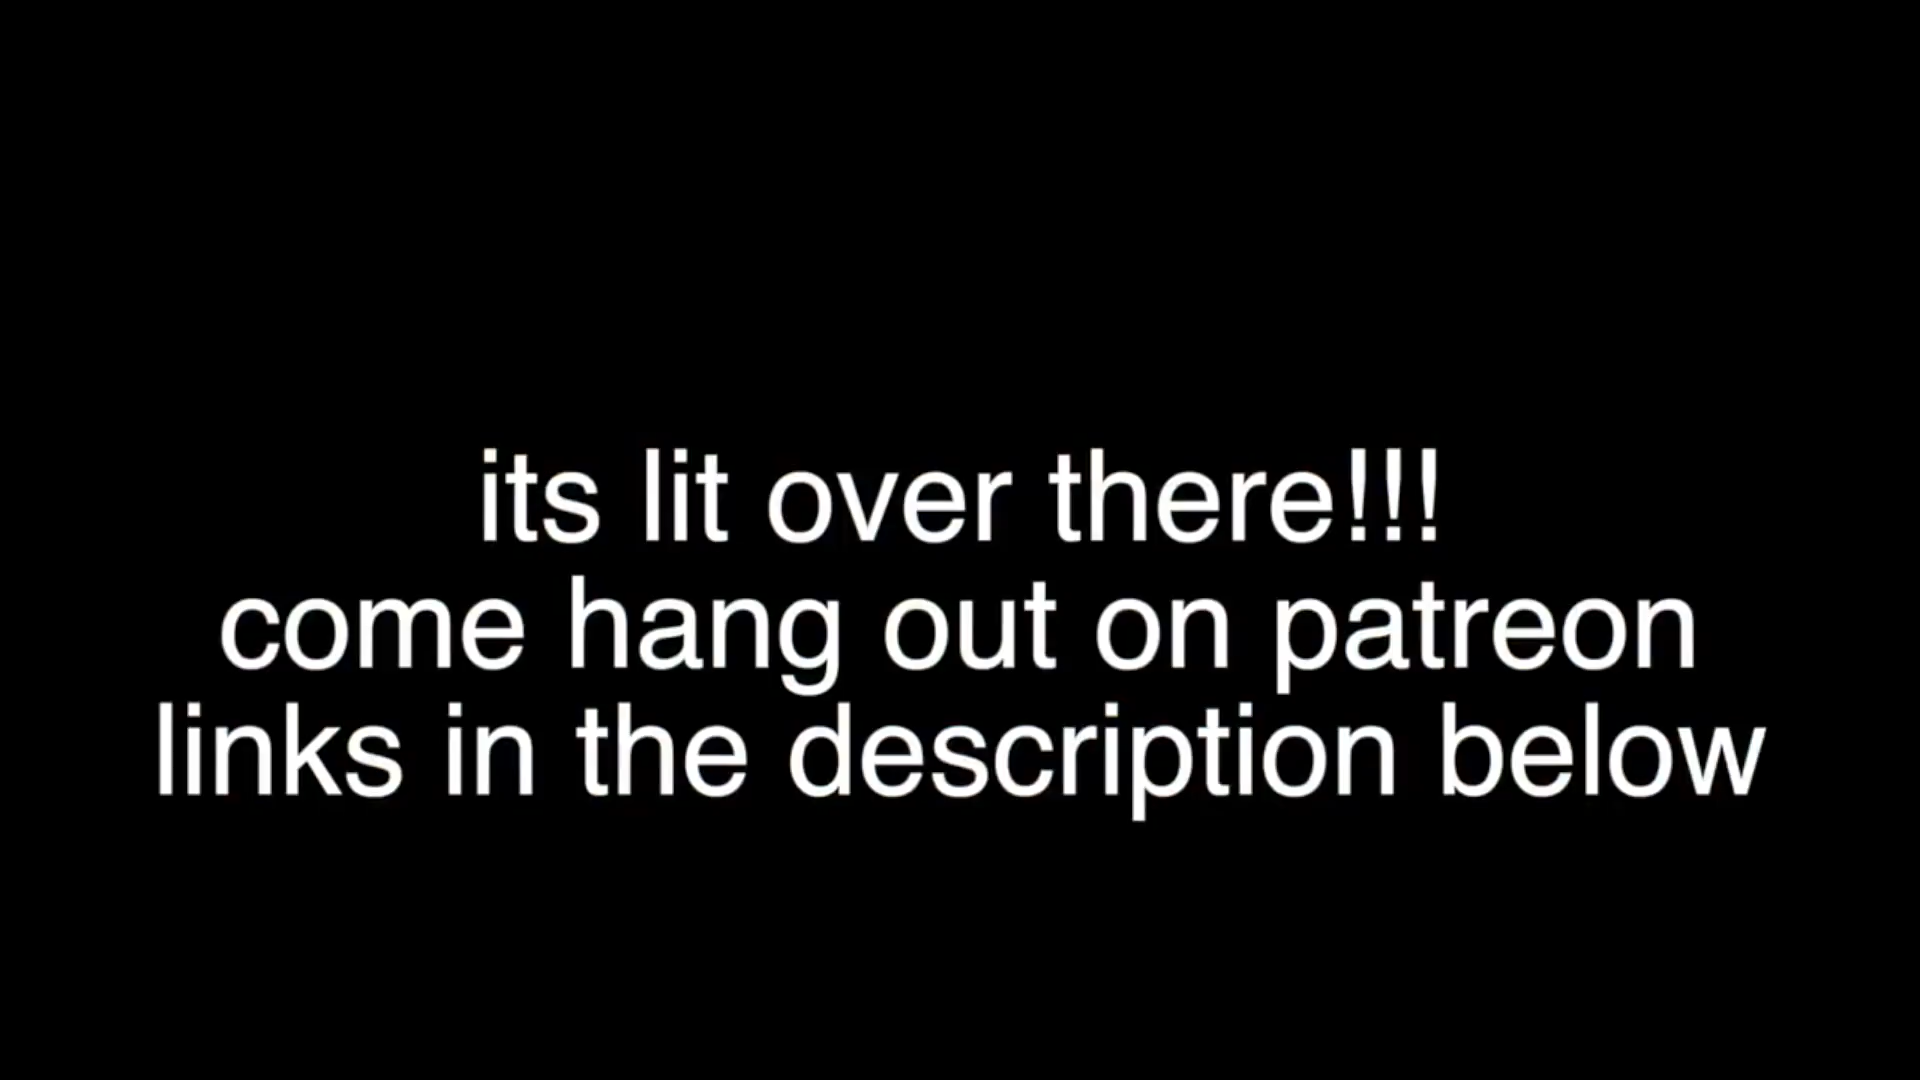 its lit over there!!!
come hang out on patreon
links in the description below